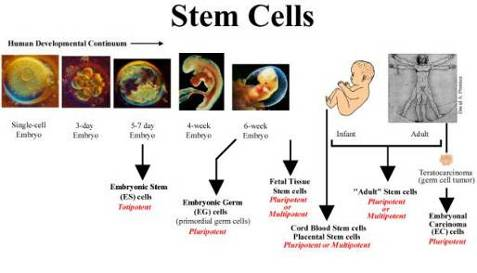 Stem Cells
Human Developmental Continuum
Single-cell
Embryo
3-day
Embryo
5-7 day
Embryo
4-week
Embryo
6-week
Embryo
Infant
Adult
Teratocarcinoma
(germ cell tumor)
Embryonic Stem
(ES) cells
Totipotent
Embryonic Germ
(EG) cells
(primordial germ cells)
Pluripotent
Fetal Tissue
Stem cells
Pluripotent
or
Multipotent
Cord Blood Stem cells
Placental Stem cells
Pluripotent or Multipotent
"Adult" Stem cells
Pluripotent
or
Multipotent
Embryonal
Carcinoma
(EC) cells
Pluripotent